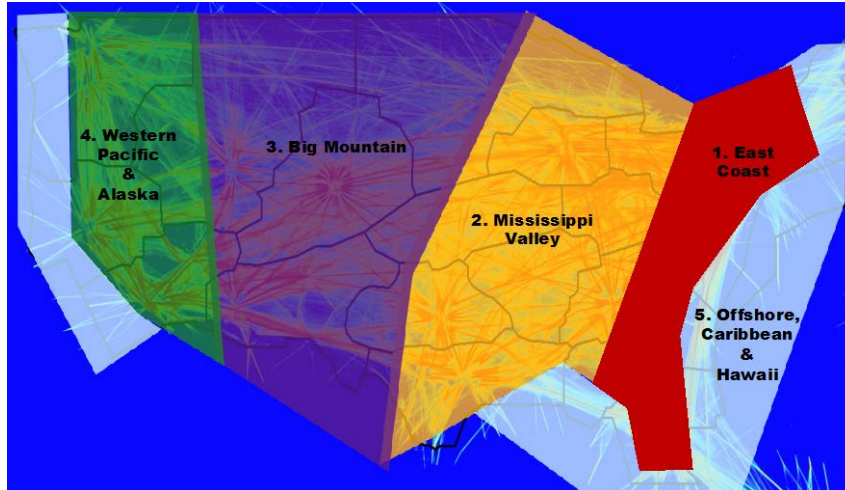 4. Western
Pacific
&
Alaska
3. Big Mountain
2. Mississippi
Valley
1. East
Coast
5. Offshore,
Caribbean
&
Hawaii